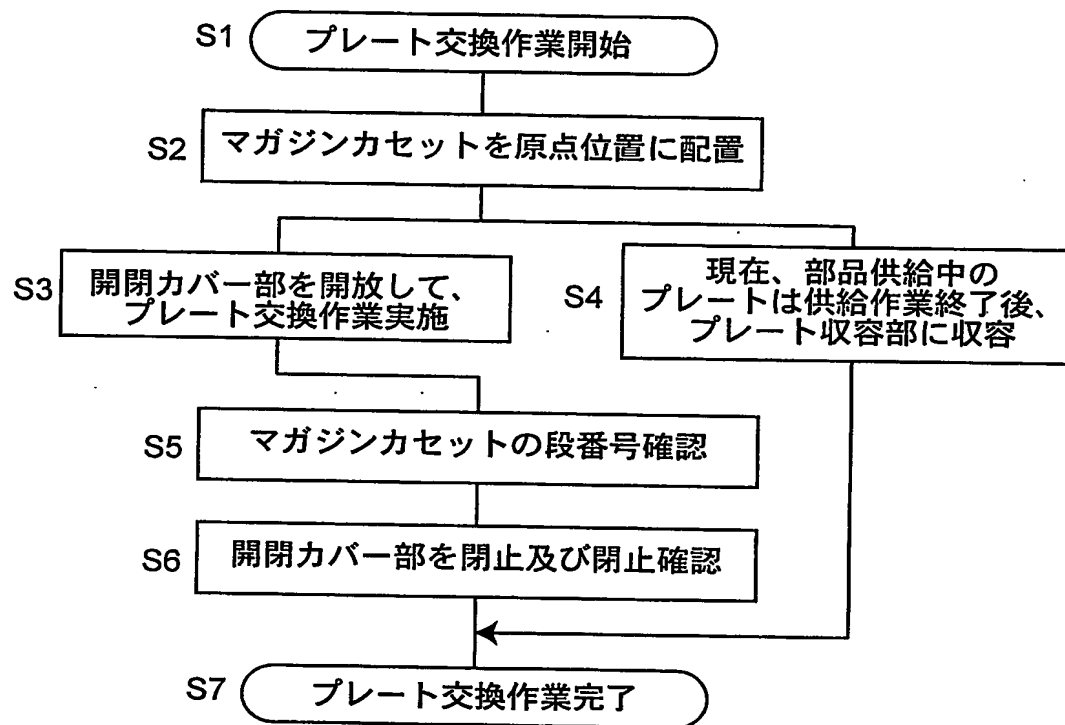 S1 プレート交換作業開始
S2 マガジンカセットを原点位置に配置
S3 開閉カバー部を開放して、
プレート交換作業実施
S4 現在、部品供給中の
プレートは供給作業終了後、
プレート収容部に収容
S5 マガジンカセットの段番号確認
S6 開閉カバー部を閉止及び閉止確認
S7 プレート交換作業完了